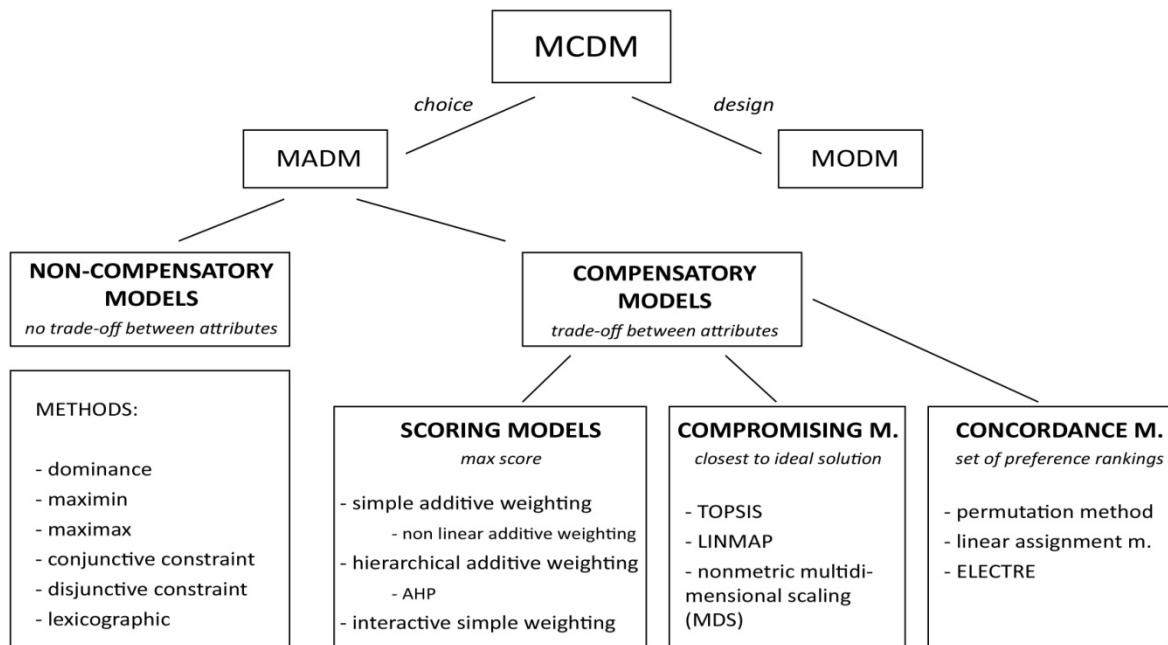 MCDM
choice
design
MADM
MODM
NON-COMPENSATORY
MODELS
no trade-off between attributes
COMPENSATORY
MODELS
trade-off between attributes
METHODS:
- dominance
- maximin
- maximax
- conjunctive constraint
- disjunctive constraint
- lexicographic
SCORING MODELS
max score
- simple additive weighting
- non linear additive weighting
- hierarchical additive weighting
- AHP
- interactive simple weighting
COMPROMISING M.
closest to ideal solution
- TOPSIS
- LINMAP
- nonmetric multidi-
mensional scaling
(MDS)
CONCORDANCE M.
set of preference rankings
- permutation method
- linear assignment m.
- ELECTRE